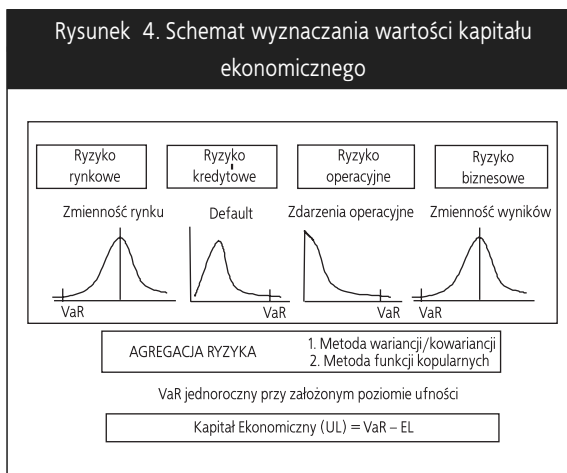 Rysunek 4. Schemat wyznaczania wartości kapitału
ekonomicznego
Ryzyko
rynkowe
Ryzyko
kredytowe
Ryzyko
operacyjne
Ryzyko
biznesowe
Zmienność rynku
Default
Zdarzenia operacyjne
Zmienność wyników
VaR
VaR
VaR
VaR
AGREGACJA RYZYKA
1. Metoda wariancji/kowariancji
2. Metoda funkcji kopularnych
VaR jednoroczny przy założonym poziomie ufności
Kapitał Ekonomiczny (UL) = VaR – EL